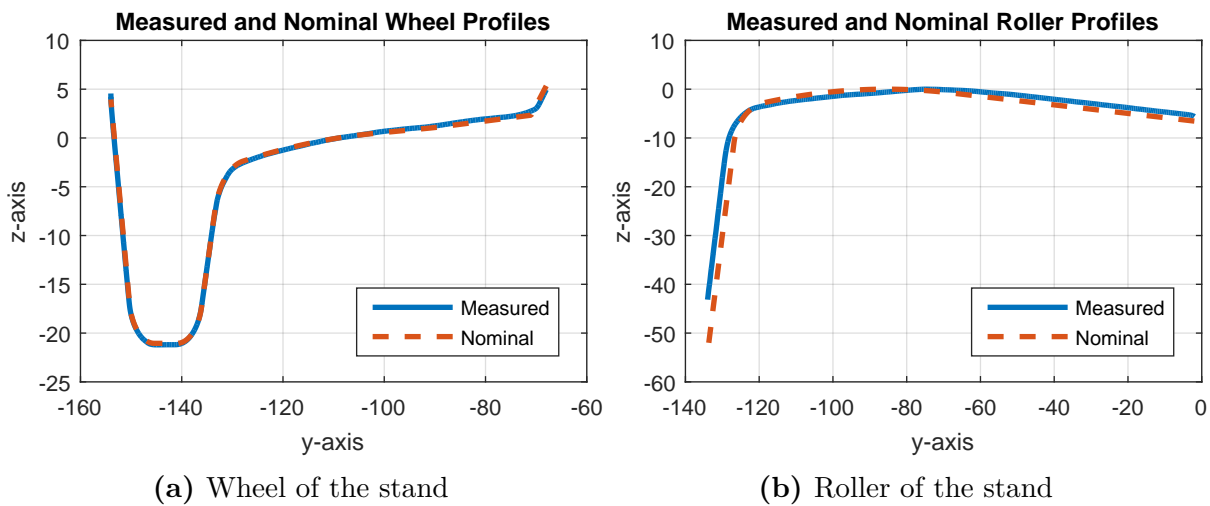 Measured and Nominal Wheel Profiles
10
5
0
-5
-10
-15
-20
-25
z-axis
-160
-140
-120
-100
-80
-60
y-axis
Measured
Nominal
(a) Wheel of the stand
Measured and Nominal Roller Profiles
10
0
-10
-20
-30
-40
-50
-60
z-axis
-140
-120
-100
-80
-60
-40
-20
0
y-axis
Measured
Nominal
(b) Roller of the stand